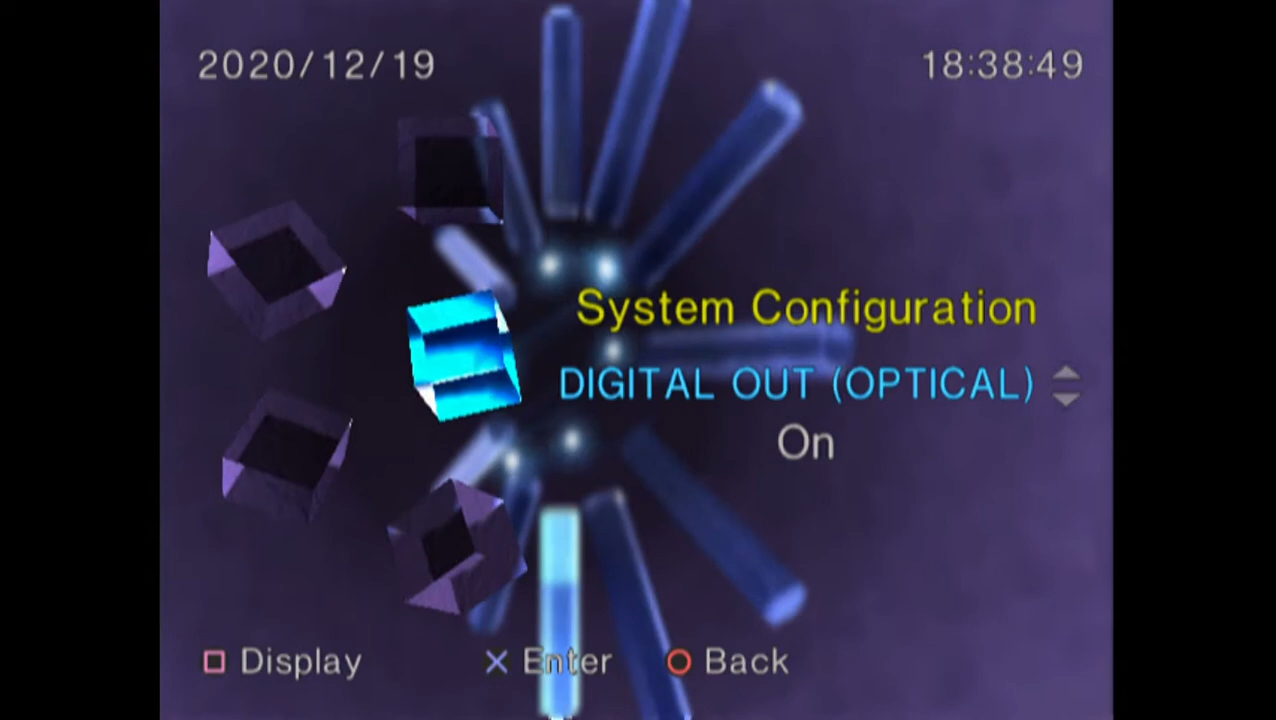 2020/12/19
18:38:49
System Configuration
DIGITAL OUT (OPTICAL)
On
Display
Enter
Back